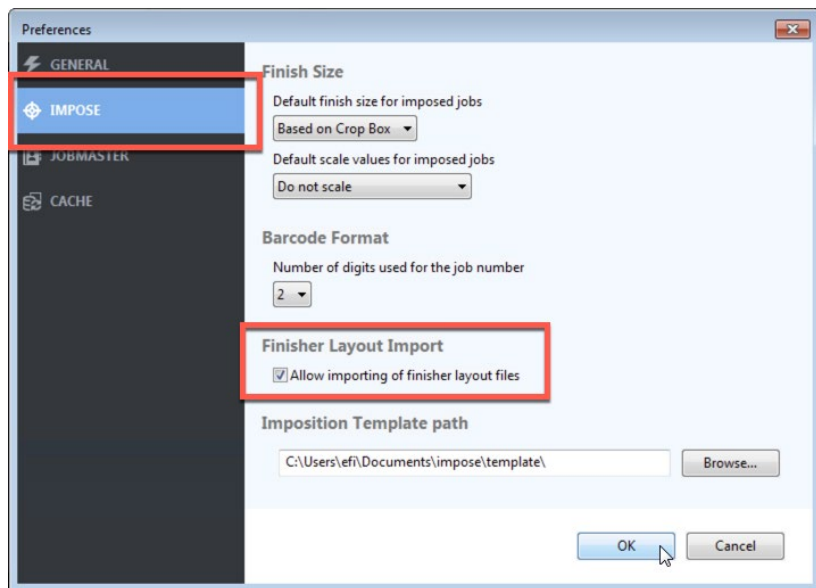 Preferences
GENERAL
IMPOSE
JOBMASTER
CACHE
Finish Size
Default finish size for imposed jobs
Based on Crop Box
Default scale values for imposed jobs
Do not scale
Barcode Format
Number of digits used for the job number
2
Finisher Layout Import
Allow importing of finisher layout files
Imposition Template path
C:\Users\efi\Documents\impose\template\
Browse...
OK
Cancel